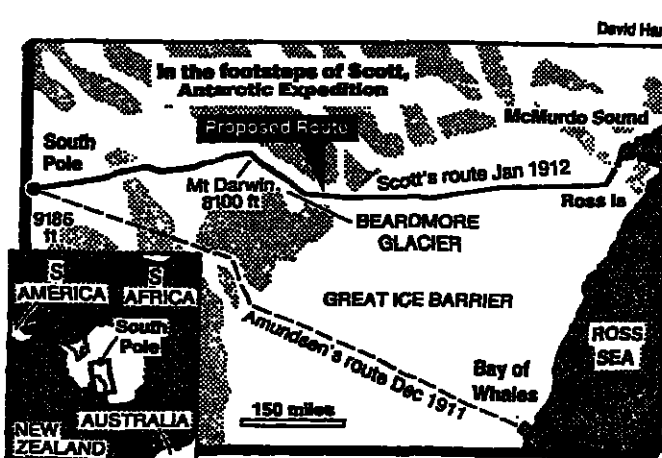 David Har
In the footsteps of Scott,
Antarctic Expedition
Proposed Route
McMurdo Sound
South
Pole
Mt Darwin
8100 ft
Scott's route Jan 1912
Ross Is
9185
ft
BEARDMORE
GLACIER
S
AMERICA
S
AFRICA
GREAT ICE BARRIER
South
Pole
Amundsen's route Dec 1911
ROSS
SEA
Bay of
Whales
150 miles
AUSTRALIA
NEW
ZEALAND